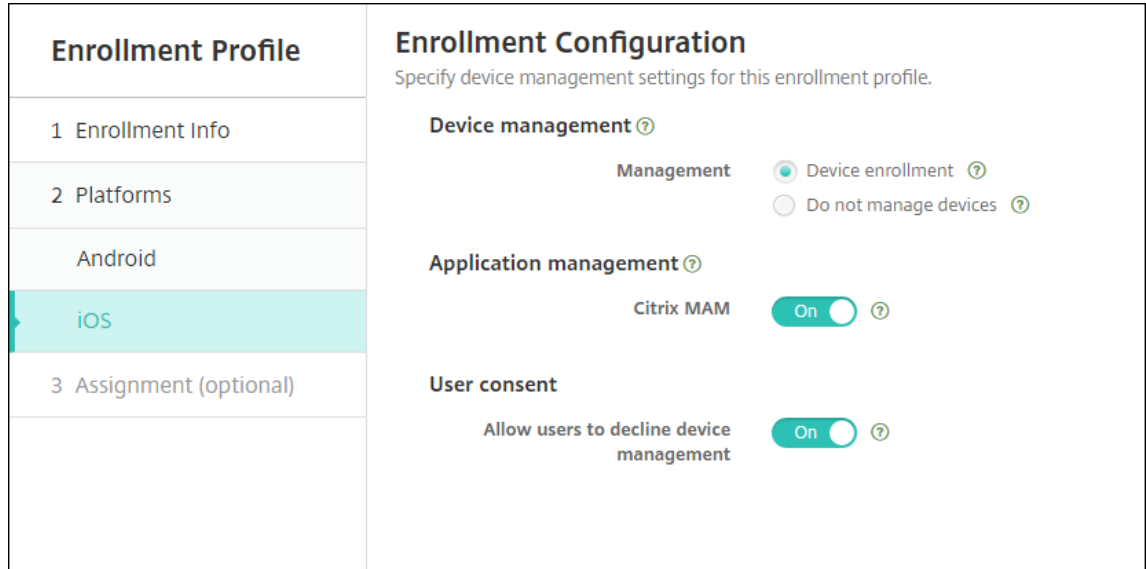 Enrollment Profile
1 Enrollment Info
2 Platforms
Android
iOS
3 Assignment (optional)
Enrollment Configuration
Specify device management settings for this enrollment profile.
Device management ?
Management
Device enrollment ?
Do not manage devices ?
Application management ?
Citrix MAM
On ?
User consent
Allow users to decline device
management
On ?